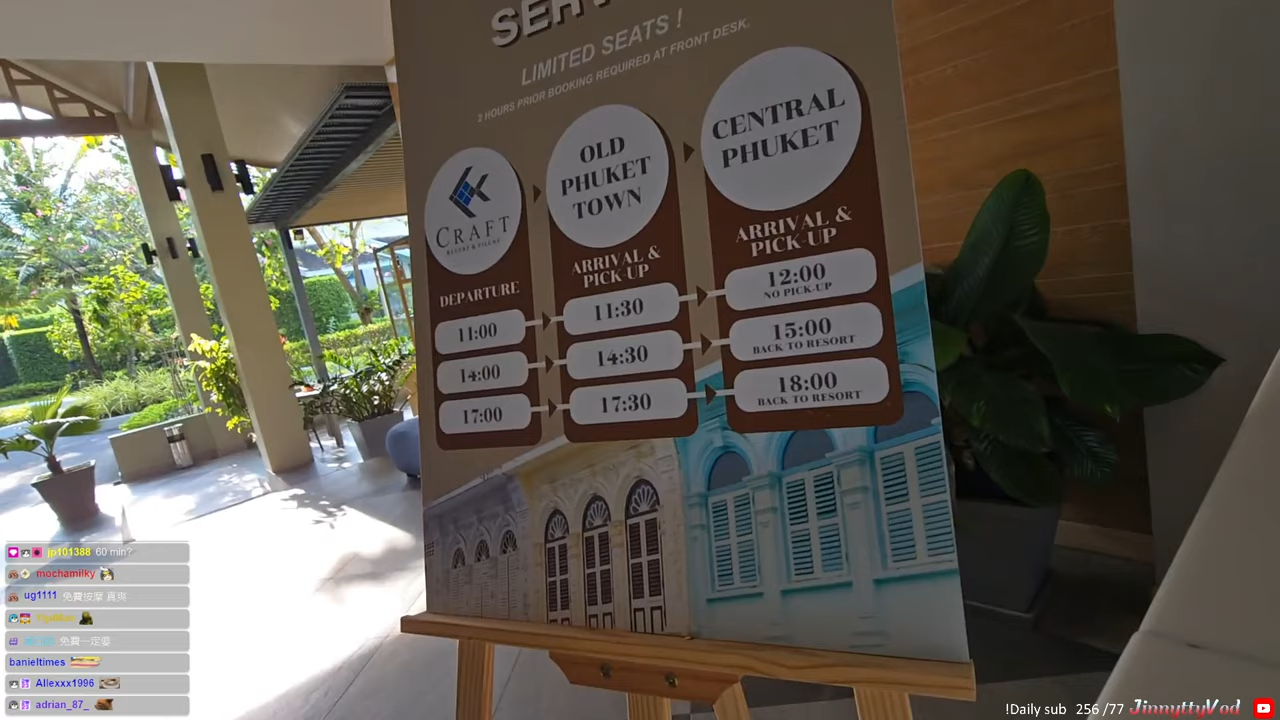 LIMITED SEATS !
2 HOURS PRIOR BOOKING REQUIRED AT FRONT DESK.
CRAFT
RESORT & VILLAS
DEPARTURE
11:00
14:00
17:00
OLD
PHUKET
TOWN
ARRIVAL &
PICK-UP
11:30
14:30
17:30
CENTRAL
PHUKET
ARRIVAL &
PICK-UP
12:00
NO PICK-UP
15:00
BACK TO RESORT
18:00
BACK TO RESORT
jp101388 60 min?
mochamilky
ug1111 免費按摩 真爽
免費一定要
banieltimes
Allexxx1996
adrian_87_
!Daily sub 256 /77 JinnyttyVod